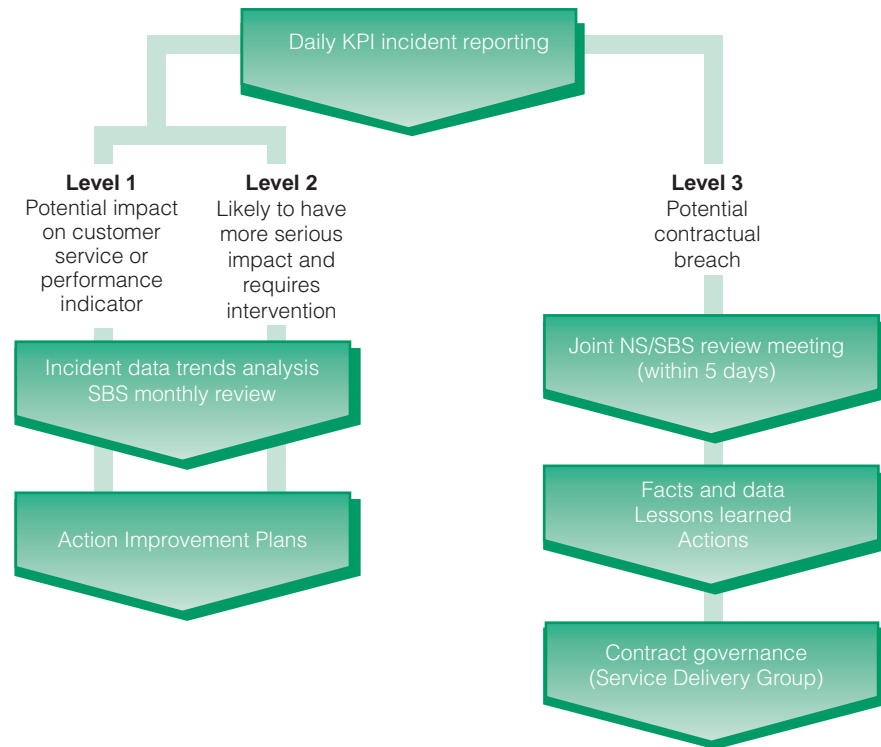 Daily KPI incident reporting
Level 1
Potential impact
on customer
service or
performance
indicator
Level 2
Likely to have
more serious
impact and
requires
intervention
Level 3
Potential
contractual
breach
Incident data trends analysis
SBS monthly review
Action Improvement Plans
Joint NS/SBS review meeting
(within 5 days)
Facts and data
Lessons learned
Actions
Contract governance
(Service Delivery Group)